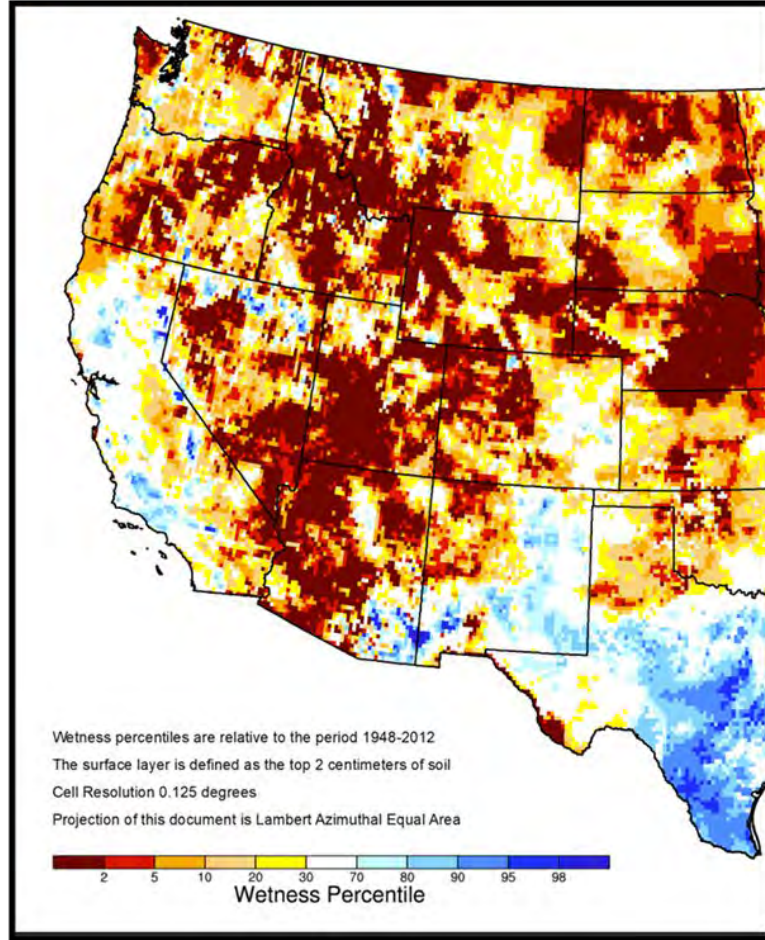 Wetness percentiles are relative to the period 1948-2012
The surface layer is defined as the top 2 centimeters of soil
Cell Resolution 0.125 degrees
Projection of this document is Lambert Azimuthal Equal Area
2 5 10 20 30 70 80 90 95 98
Wetness Percentile